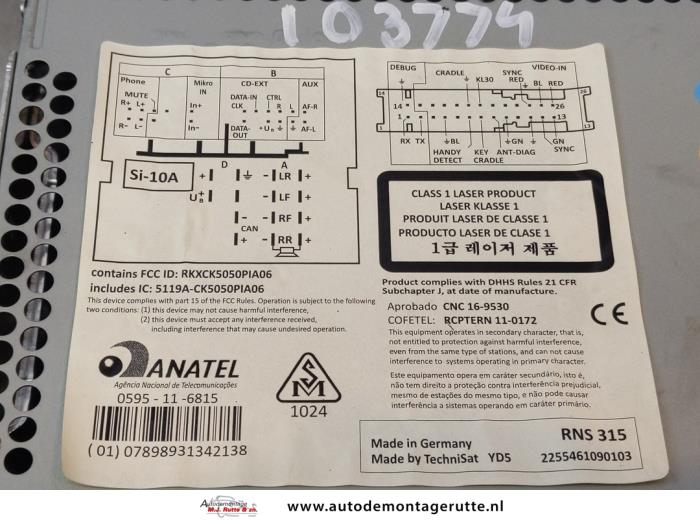 103774
C
B
Phone
Mikro
IN
CD-EXT
AUX
MUTE
R+ L+
In+
DATA-IN CTRL
CLK R L
AF-R
R- L-
In-
DATA-
OUT
+UB
AF-L
D
A
Si-10A
+
- LR +
- LF +
- - RF +
CAN
+ - RR +
DEBUG
CRADLE
KL30
SYNC
RED
VIDEO-IN
BL RED
14
26
14
26
1
13
1
13
RX TX
BL
GN
GN
SYNC
HANDY
DETECT
KEY
CRADLE
ANT-DIAG
CLASS 1 LASER PRODUCT
LASER KLASSE 1
PRODUIT LASER DE CLASSE 1
PRODUCTO LASER DE CLASE 1
1급 레이저 제품
contains FCC ID: RKXCK5050PIA06
includes IC: 5119A-CK5050PIA06
This device complies with part 15 of the FCC Rules. Operation is subject to the following
two conditions: (1) this device may not cause harmful interference,
(2) this device must accept any interference received,
including interference that may cause undesired operation.
Product complies with DHHS Rules 21 CFR
Subchapter J, at date of manufacture.
Aprobado CNC 16-9530
COFETEL: RCPTERN 11-0172
CE
This equipment operates in secondary character, that is,
not entitled to protection against harmful interference,
even from the same type of stations, and can not cause
interference to systems operating in primary character.
Este equipamento opera em caráter secundário, isto é,
não tem direito a proteção contra interferência prejudicial,
mesmo de estações do mesmo tipo, e não pode causar
interferência a sistemas operando em caráter primário.
ANATEL
Agência Nacional de Telecomunicações
0595 - 11 -6815
(01) 07898931342138
1024
Made in Germany
Made by TechniSat YD5
RNS 315
2255461090103
Autodemontage
M.J. Rutte & zn.
www.autodemontagerutte.nl